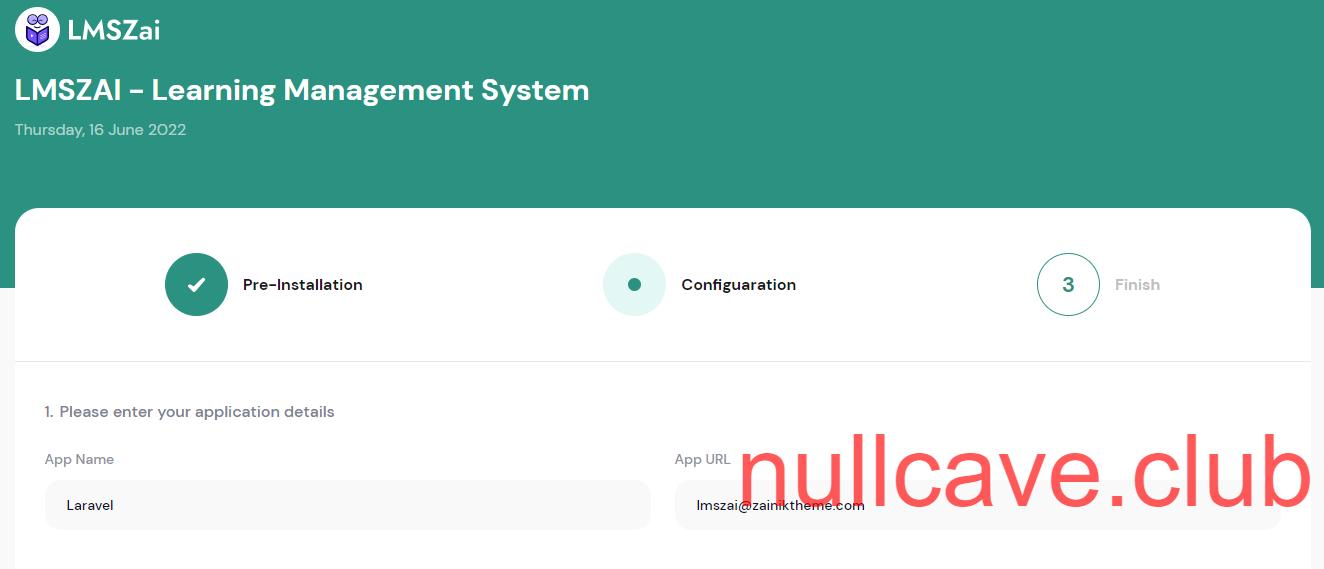 LMSZai
LMSZAI - Learning Management System
Thursday, 16 June 2022
Pre-Installation
Configuaration
3
Finish
1. Please enter your application details
App Name
App URL
nullcave.club
Laravel
lmszai@zainiktheme.com